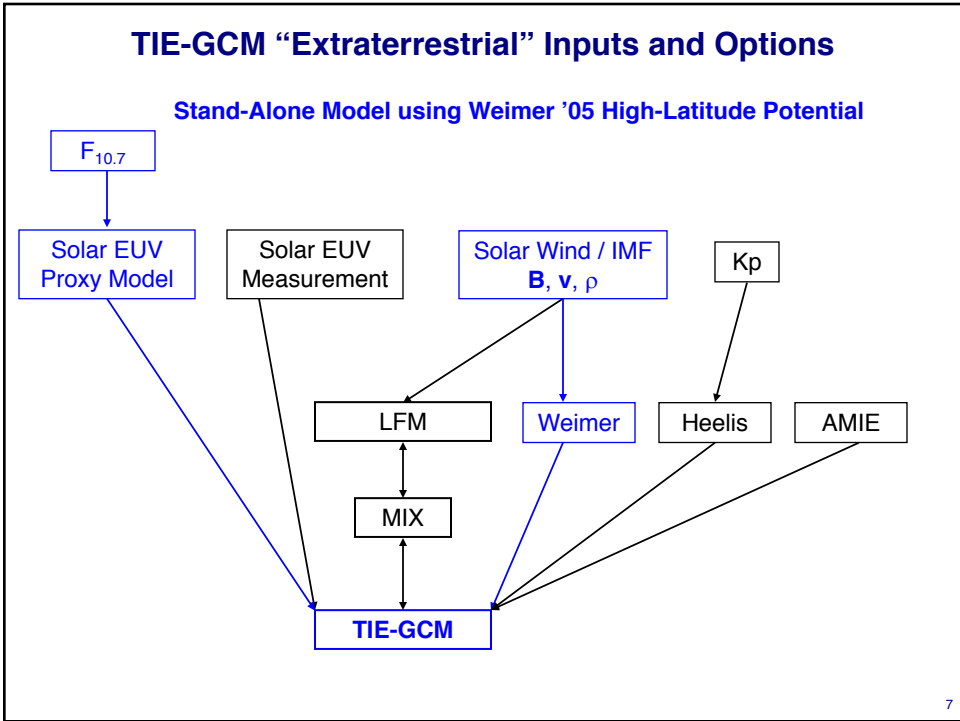 TIE-GCM “Extraterrestrial” Inputs and Options
Stand-Alone Model using Weimer ’05 High-Latitude Potential
F10.7
Solar EUV
Proxy Model
Solar EUV
Measurement
Solar Wind / IMF
B, v, ρ
Kp
LFM
Weimer
Heelis
AMIE
MIX
TIE-GCM
7